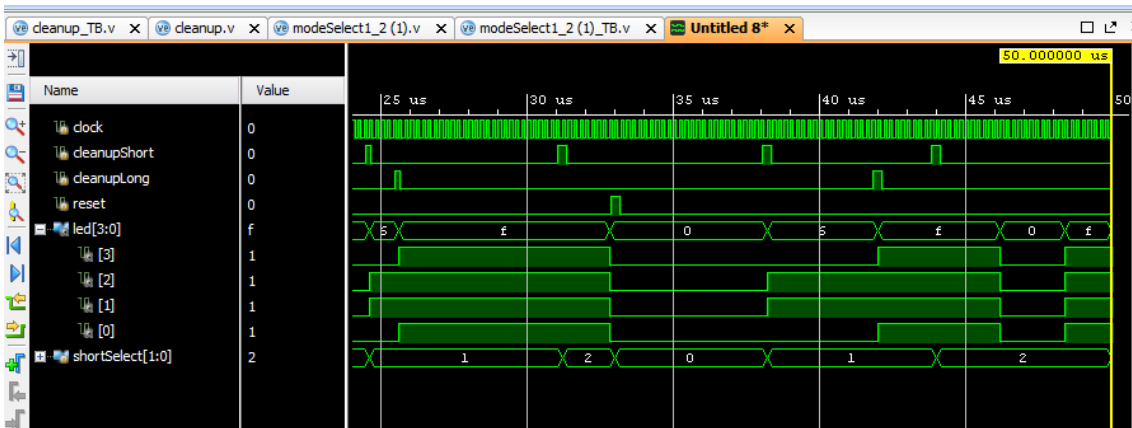 cleanup_TB.v cleanup.v modeSelect1_2 (1).v modeSelect1_2 (1)_TB.v Untitled 8*
50.000000 us
Name Value
25 us 30 us 35 us 40 us 45 us 50
clock 0
cleanupShort 0
cleanupLong 0
reset 0
led[3:0] f 6 f 0 6 f 0 f
[3] 1
[2] 1
[1] 1
[0] 1
shortSelect[1:0] 2 1 2 0 1 2